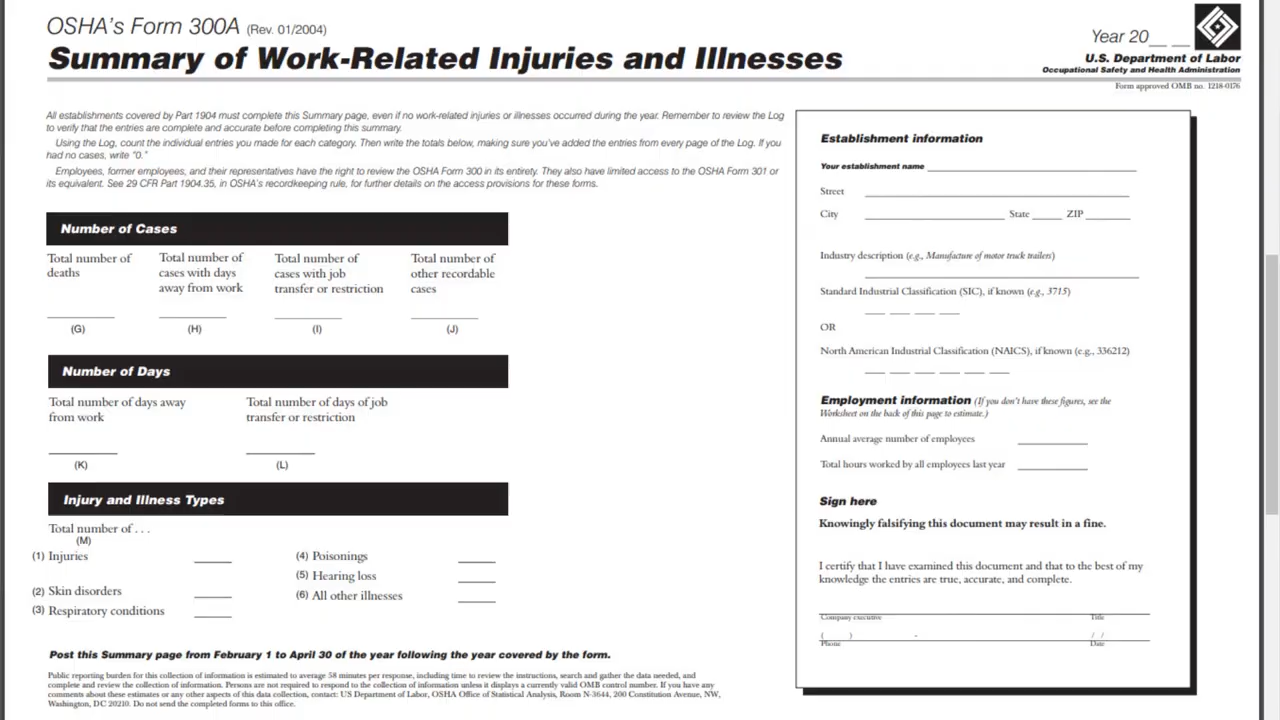 OSHA's Form 300A (Rev. 01/2004)
Year 20__ __
Summary of Work-Related Injuries and Illnesses
U.S. Department of Labor
Occupational Safety and Health Administration
Form approved OMB no. 1218-0176
All establishments covered by Part 1904 must complete this Summary page, even if no work-related injuries or illnesses occurred during the year. Remember to review the Log
to verify that the entries are complete and accurate before completing this summary.
Using the Log, count the individual entries you made for each category. Then write the totals below, making sure you've added the entries from every page of the Log. If you
had no cases, write "0."
Employees, former employees, and their representatives have the right to review the OSHA Form 300 in its entirety. They also have limited access to the OSHA Form 301 or
its equivalent. See 29 CFR Part 1904.35, in OSHA's recordkeeping rule, for further details on the access provisions for these forms.
Number of Cases
Total number of
deaths
Total number of
cases with days
away from work
Total number of
cases with job
transfer or restriction
Total number of
other recordable
cases
(G) (H) (I) (J)
Number of Days
Total number of days away
from work
Total number of days of job
transfer or restriction
(K) (L)
Injury and Illness Types
Total number of . . .
(M)
(1) Injuries
(2) Skin disorders
(3) Respiratory conditions
(4) Poisonings
(5) Hearing loss
(6) All other illnesses
Post this Summary page from February 1 to April 30 of the year following the year covered by the form.
Public reporting burden for this collection of information is estimated to average 58 minutes per response, including time to review the instructions, search and gather the data needed, and
complete and review the collection of information. Persons are not required to respond to the collection of information unless it displays a currently valid OMB control number. If you have any
comments about these estimates or any other aspects of this data collection, contact: US Department of Labor, OSHA Office of Statistical Analysis, Room N-3644, 200 Constitution Avenue, NW,
Washington, DC 20210. Do not send the completed forms to this office.
Establishment information
Your establishment name
Street
City State ZIP
Industry description (e.g., Manufacture of motor truck trailers)
Standard Industrial Classification (SIC), if known (e.g., 3715)
OR
North American Industrial Classification (NAICS), if known (e.g., 336212)
Employment information (If you don't have these figures, see the
Worksheet on the back of this page to estimate.)
Annual average number of employees
Total hours worked by all employees last year
Sign here
Knowingly falsifying this document may result in a fine.
I certify that I have examined this document and that to the best of my
knowledge the entries are true, accurate, and complete.
Company executive Title
( ) - / /
Phone Date